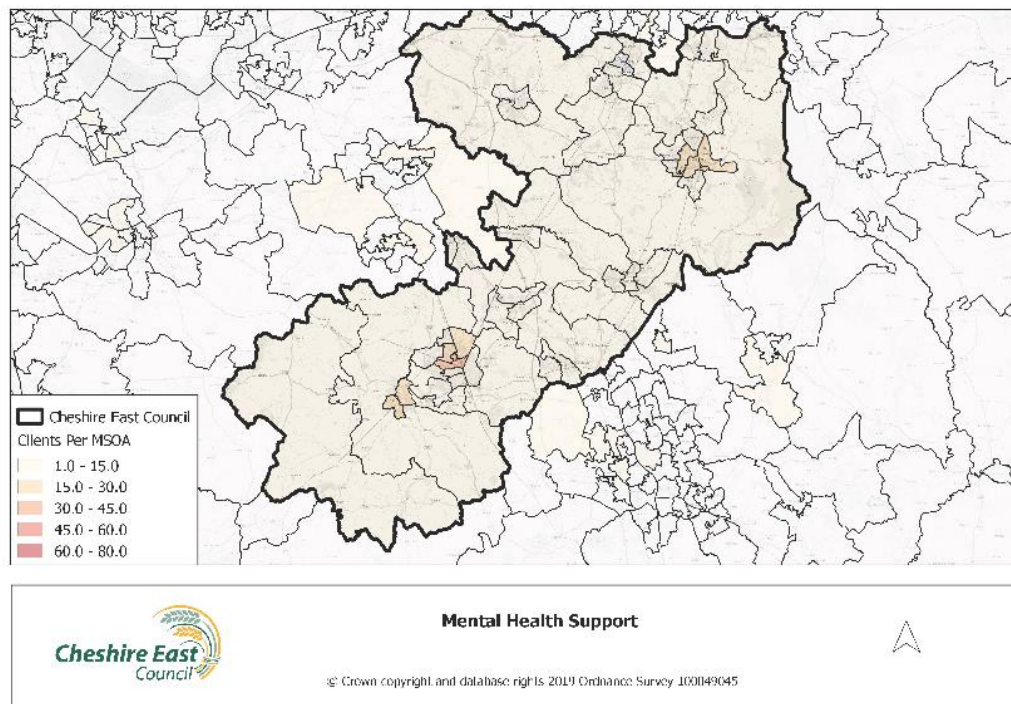 Cheshire East Council
Clients Per MSOA
1.0 - 15.0
15.0 - 30.0
30.0 - 45.0
45.0 - 60.0
60.0 - 80.0
Cheshire East
Council
Mental Health Support
© Crown copyright and database rights 2019 Ordnance Survey 100049045